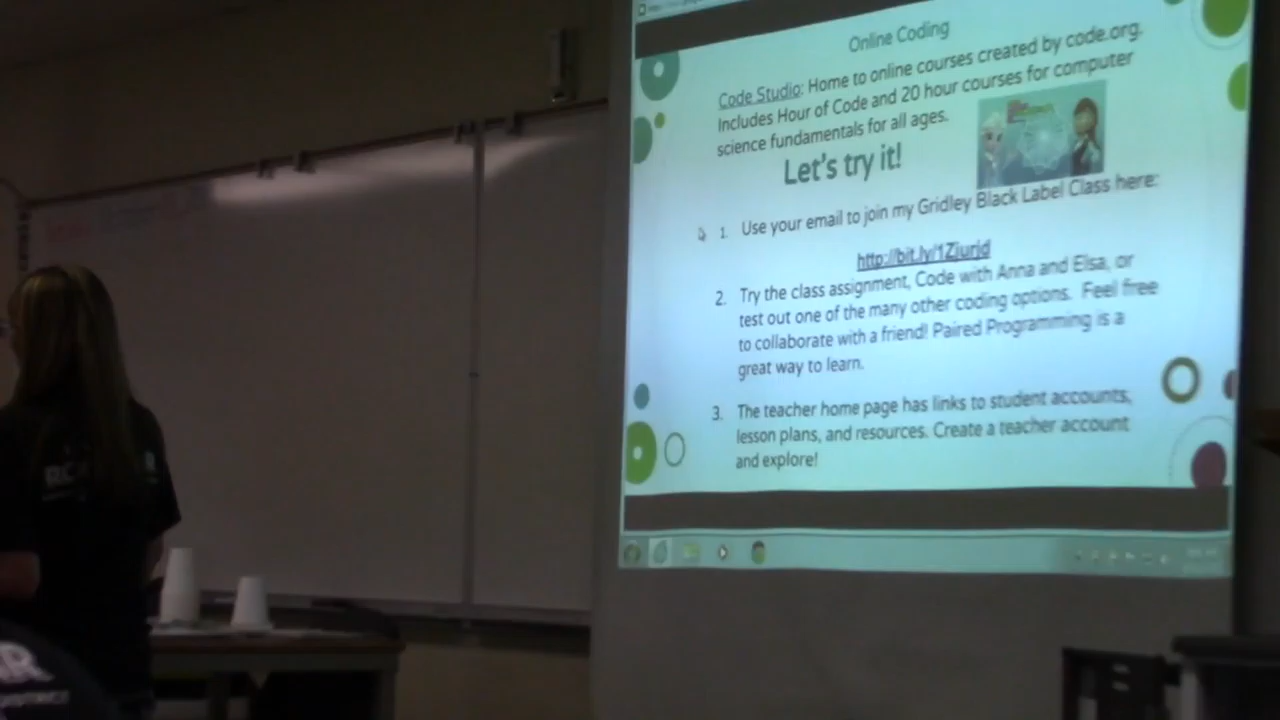 Online Coding
Code Studio: Home to online courses created by code.org.
Includes Hour of Code and 20 hour courses for computer
science fundamentals for all ages.
Let's try it!
1. Use your email to join my Gridley Black Label Class here:
http://bit.ly/1Zjurjd
2. Try the class assignment, Code with Anna and Elsa, or
test out one of the many other coding options. Feel free
to collaborate with a friend! Paired Programming is a
great way to learn.
3. The teacher home page has links to student accounts,
lesson plans, and resources. Create a teacher account
and explore!